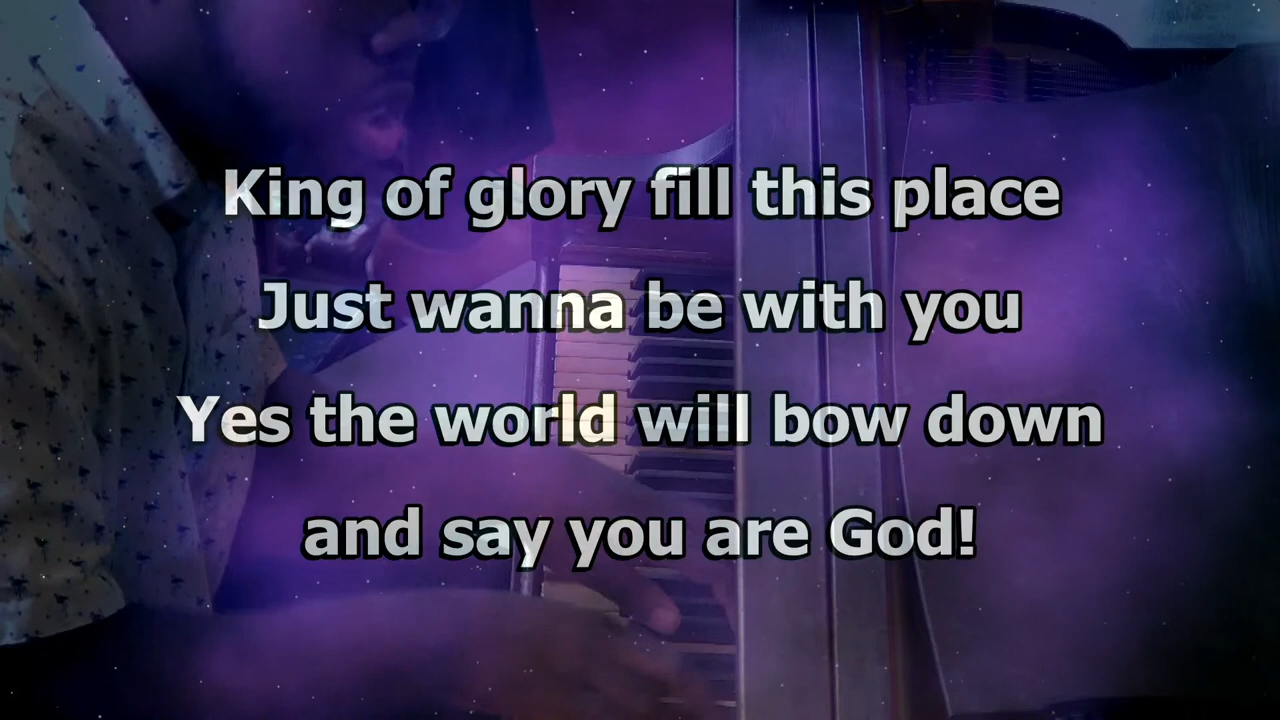 King of glory fill this place
Just wanna be with you
Yes the world will bow down
and say you are God!